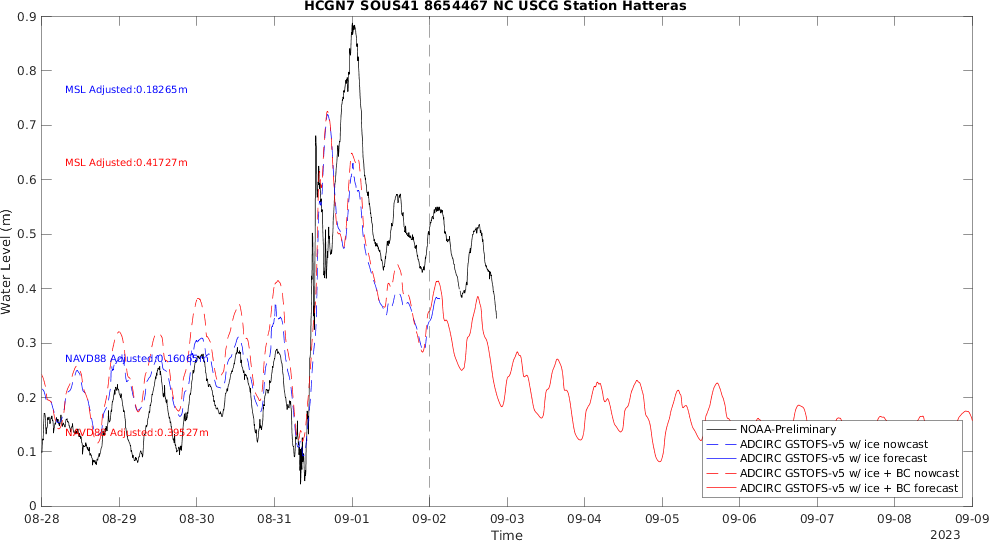 HCGN7 SOUS41 8654467 NC USCG Station Hatteras
0.9
0.8
0.7
0.6
0.5
0.4
0.3
0.2
0.1
0
Water Level (m)
MSL Adjusted:0.18265m
MSL Adjusted:0.41727m
NAVD88 Adjusted:0.16065m
NAVD88 Adjusted:0.39527m
NOAA-Preliminary
ADCIRC GSTOFS-v5 w/ ice nowcast
ADCIRC GSTOFS-v5 w/ ice forecast
ADCIRC GSTOFS-v5 w/ ice + BC nowcast
ADCIRC GSTOFS-v5 w/ ice + BC forecast
08-28 08-29 08-30 08-31 09-01 09-02 09-03 09-04 09-05 09-06 09-07 09-08 09-09
Time
2023